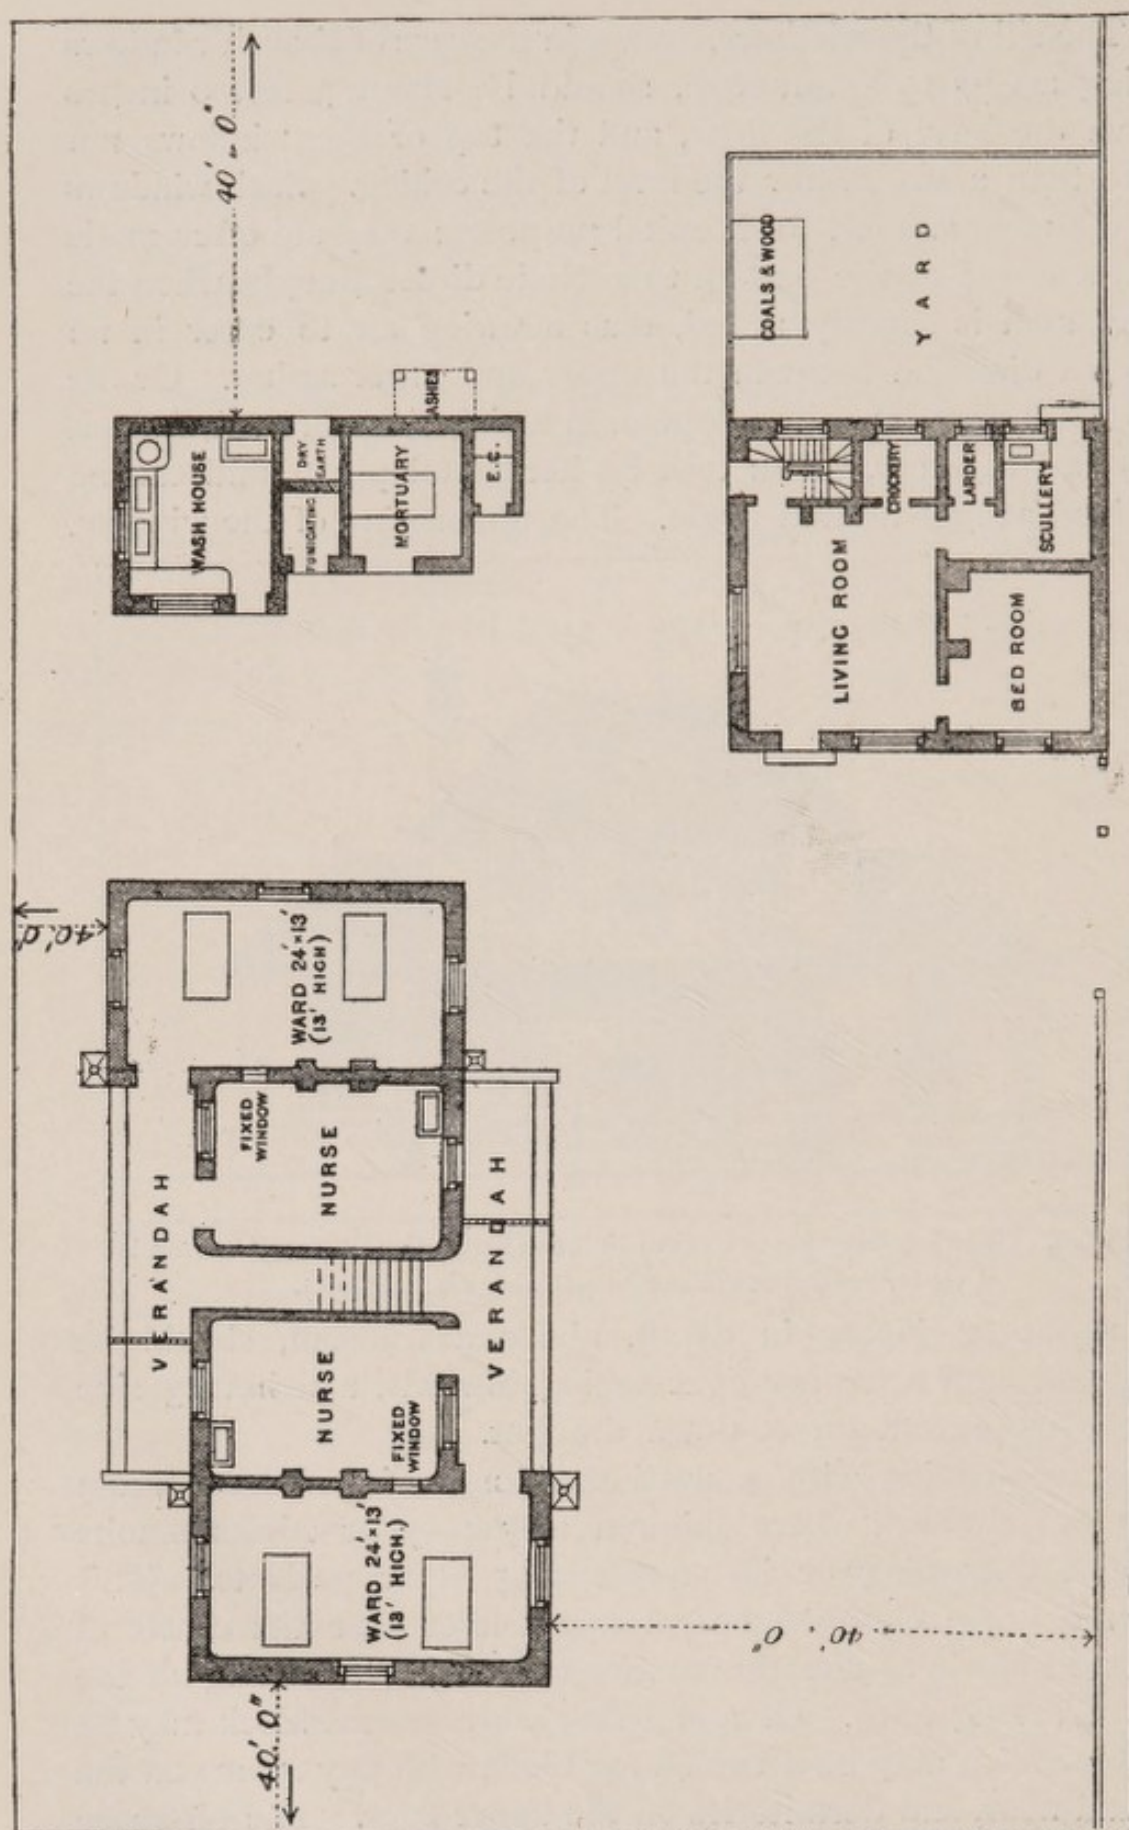 40'. 0"
WASH HOUSE
DRY
EARTH
FUMIGATING
MORTUARY
ASHES
E.C.
COALS & WOOD
YARD
CROCKERY
LARDER
SCULLERY
LIVING ROOM
BED ROOM
40'. 0"
WARD 24'×13'
(13' HIGH)
FIXED
WINDOW
NURSE
VERANDAH
VERANDAH
NURSE
FIXED
WINDOW
WARD 24'×13'
(13' HIGH.)
40'. 0"
40'. 0"